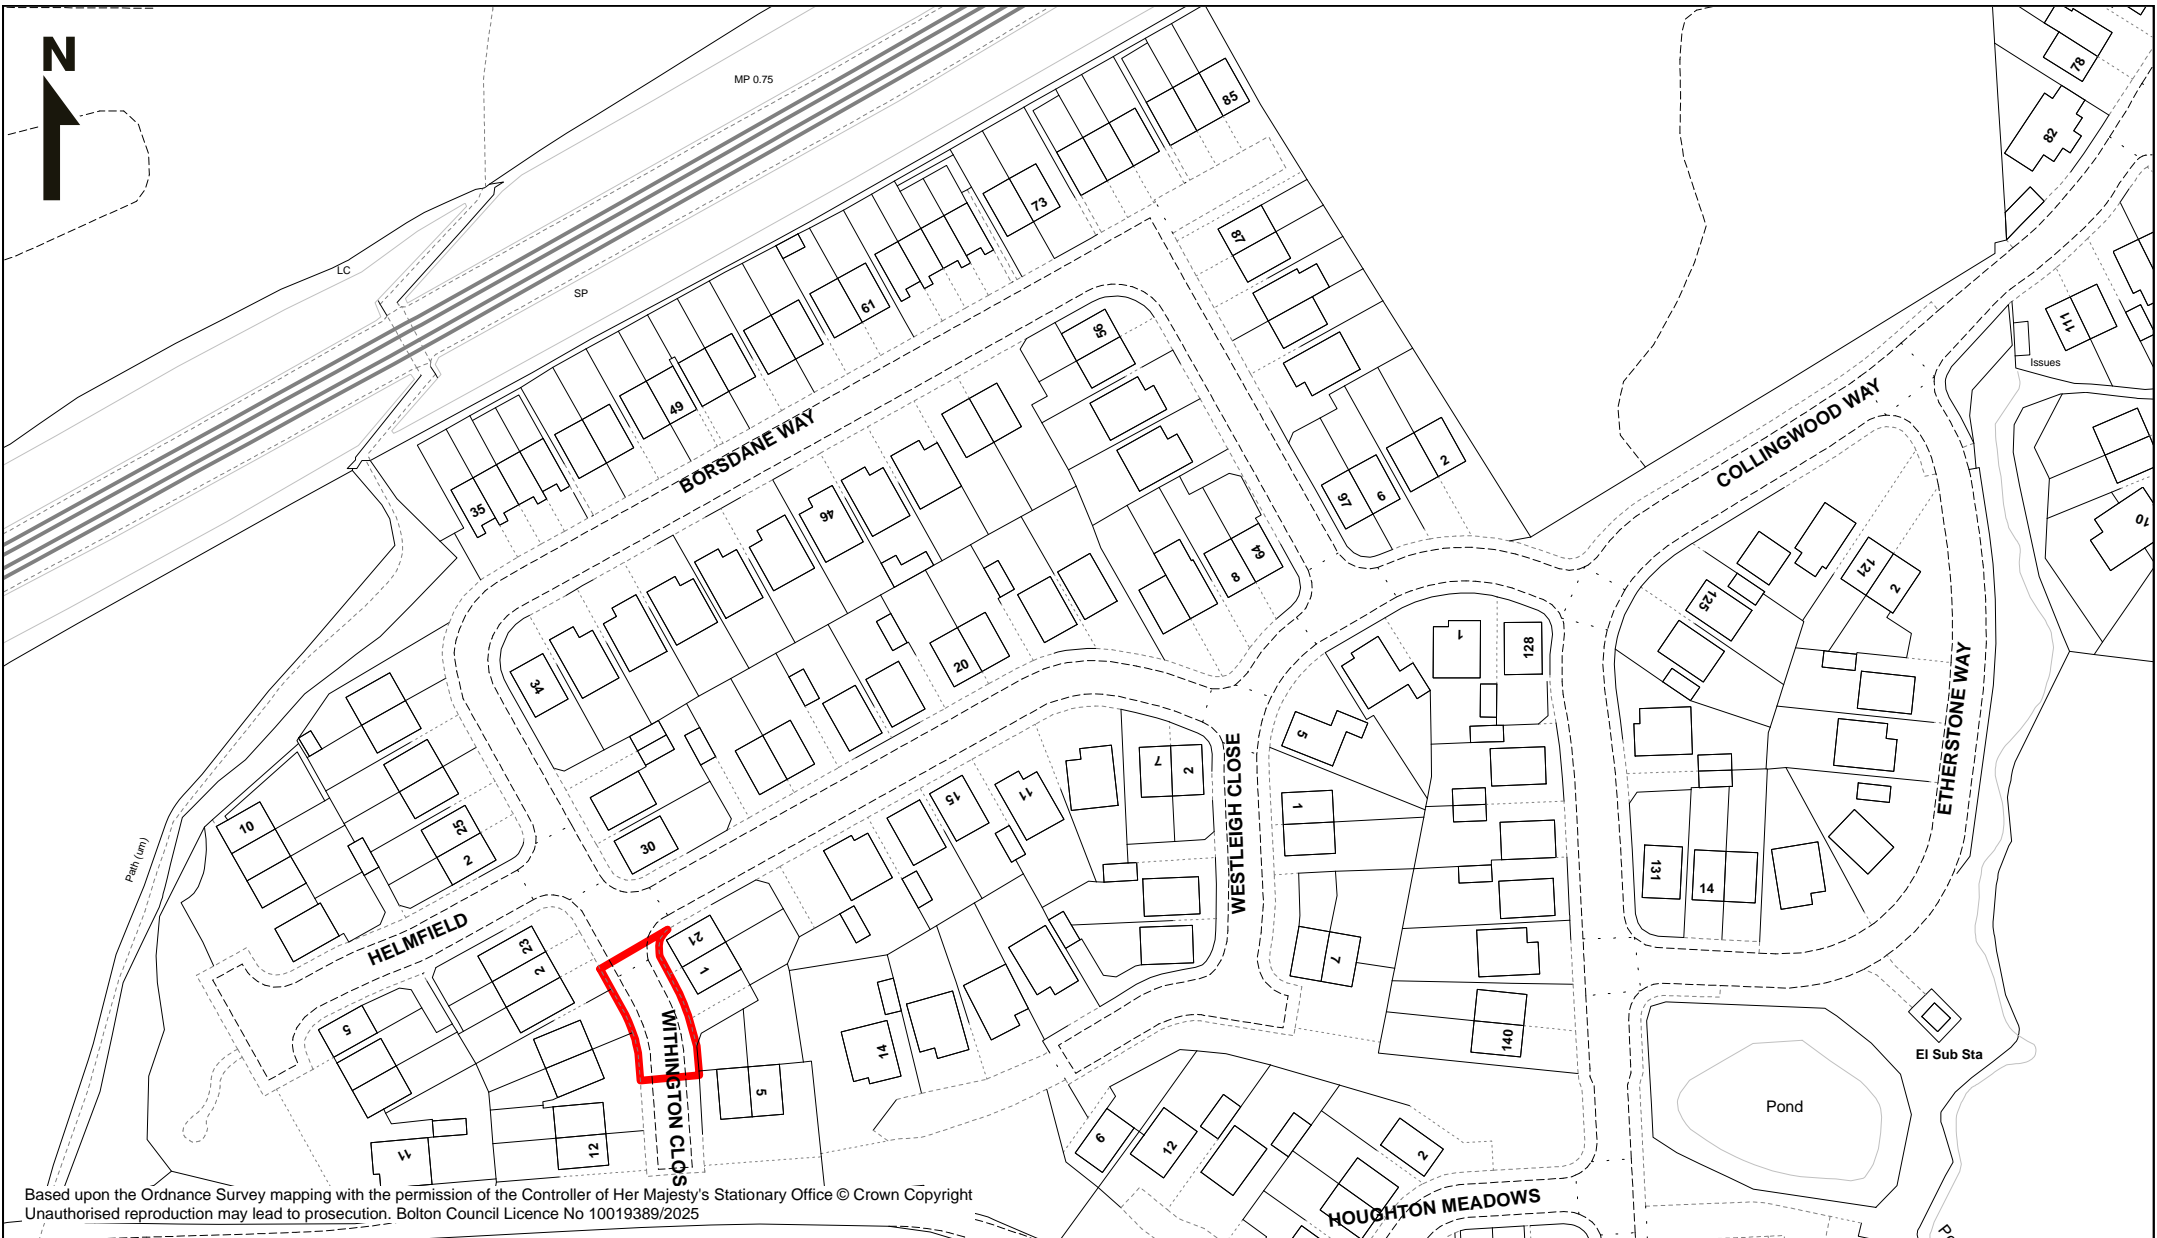 N
MP 0.75
78
85
82
73
87
LC
SP
61
111
56
Issues
49
BORSDANE WAY
COLLINGWOOD WAY
2
97
6
35
46
10
64
8
121
2
125
1
128
20
34
ETHERSTONE WAY
5
7
2
WESTLEIGH CLOSE
15
11
1
10
25
2
30
Path (um)
131
14
HELMFIELD
21
23
2
1
7
5
WITHINGTON CLOS
14
140
El Sub Sta
5
Pond
6
12
12
11
2
HOUGHTON MEADOWS
Based upon the Ordnance Survey mapping with the permission of the Controller of Her Majesty's Stationary Office © Crown Copyright
Unauthorised reproduction may lead to prosecution. Bolton Council Licence No 10019389/2025